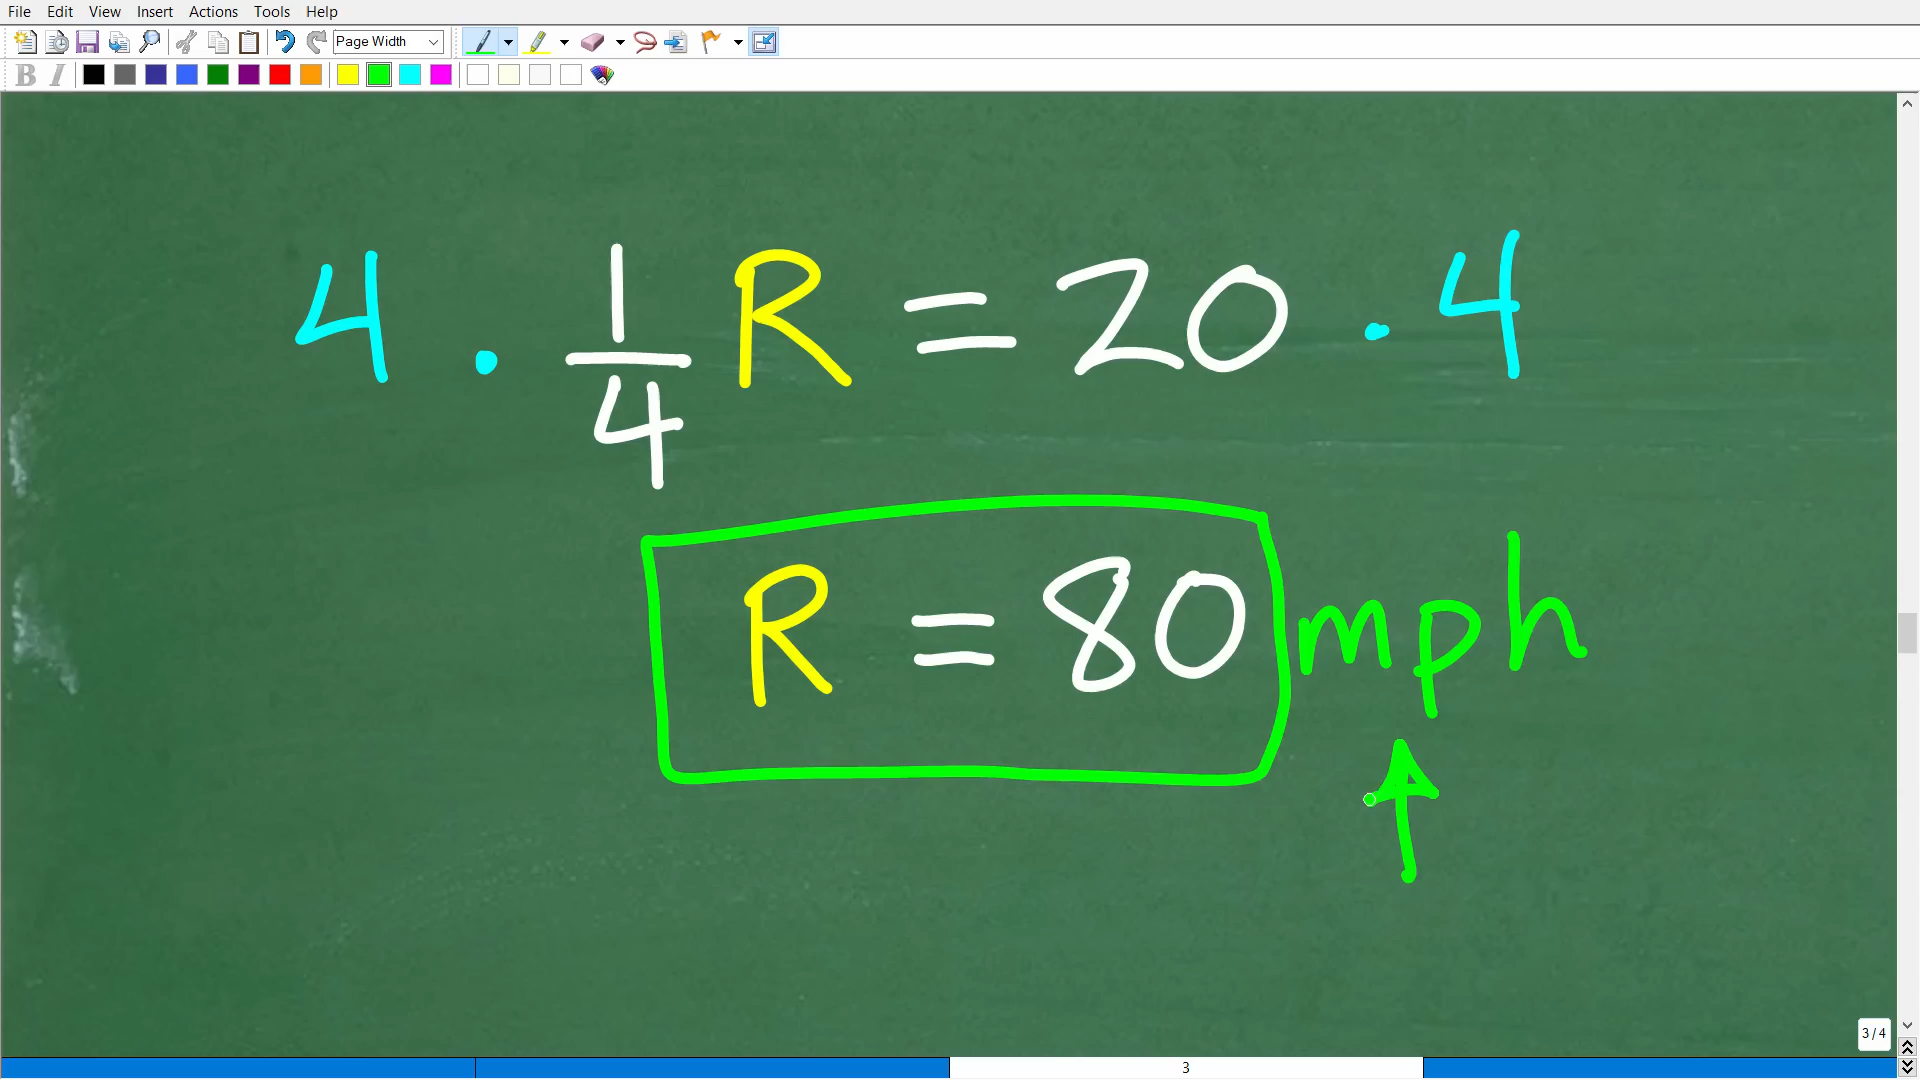 File Edit View Insert Actions Tools Help
Page Width
B I
4 · 1/4 R = 20 · 4
R = 80 mph
3 / 4
3